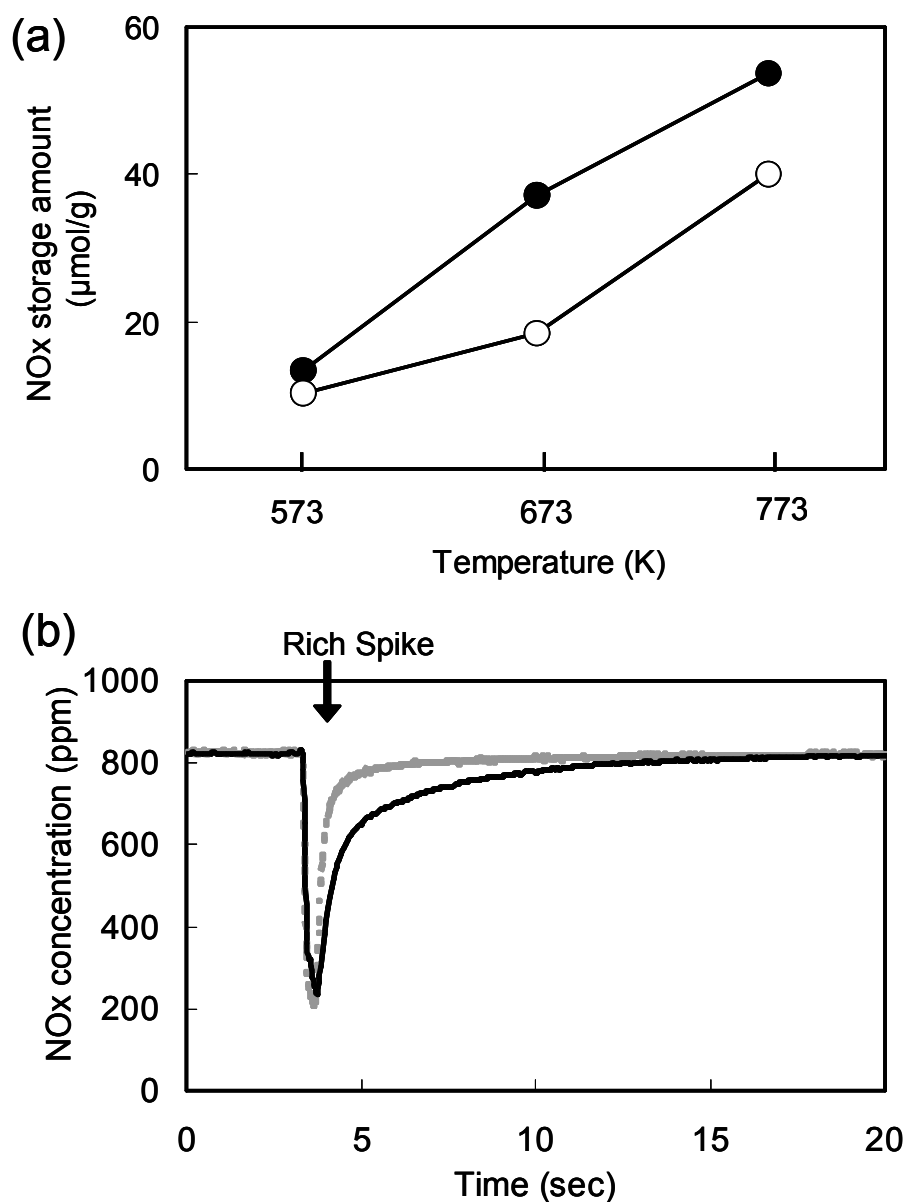 (a)
60
40
20
0
NOx storage amount
(μmol/g)
573 673 773
Temperature (K)
(b)
Rich Spike
1000
800
600
400
200
0
NOx concentration (ppm)
0 5 10 15 20
Time (sec)